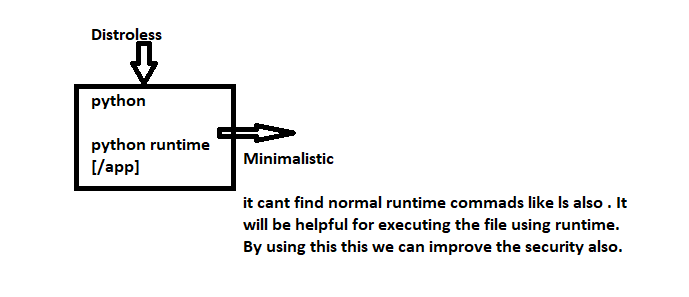 Distroless
python
python runtime
[/app]
Minimalistic
it cant find normal runtime commads like ls also . It
will be helpful for executing the file using runtime.
By using this this we can improve the security also.